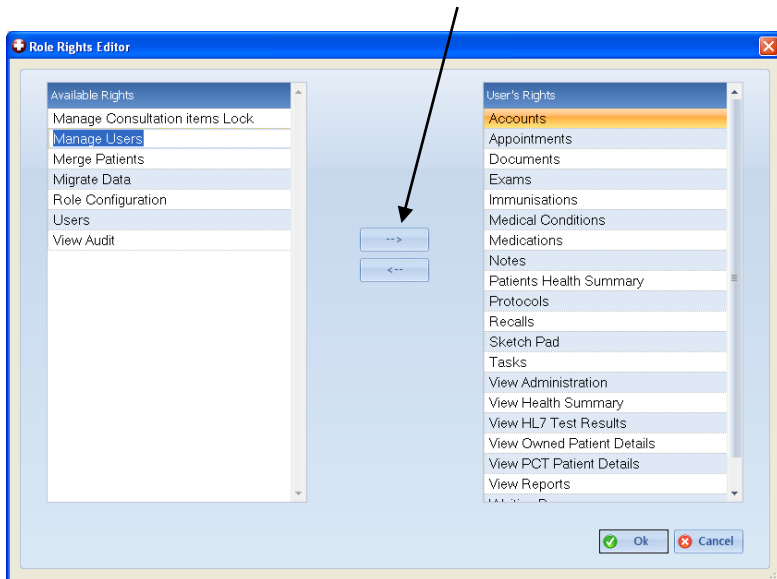 Role Rights Editor
Available Rights
Manage Consultation items Lock
Manage Users
Merge Patients
Migrate Data
Role Configuration
Users
View Audit
-->
<--
User's Rights
Accounts
Appointments
Documents
Exams
Immunisations
Medical Conditions
Medications
Notes
Patients Health Summary
Protocols
Recalls
Sketch Pad
Tasks
View Administration
View Health Summary
View HL7 Test Results
View Owned Patient Details
View PCT Patient Details
View Reports
Ok
Cancel